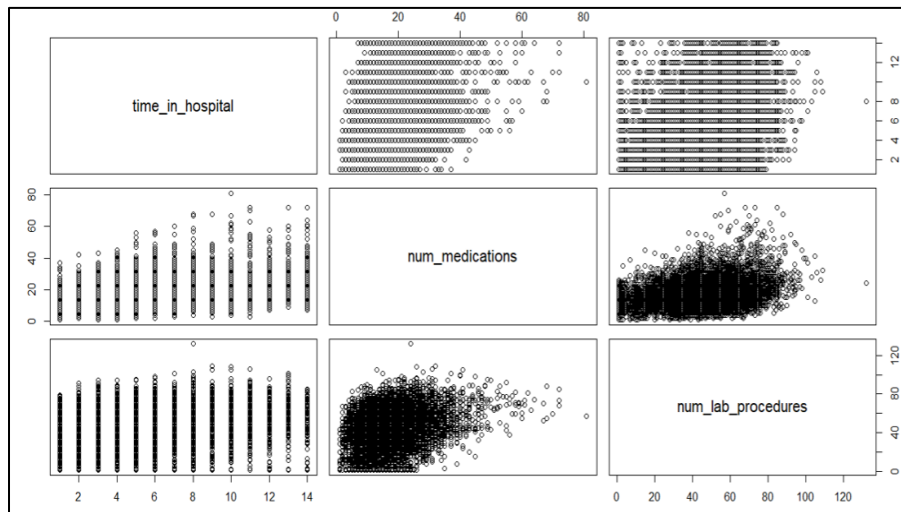 0 20 40 60 80
time_in_hospital
2 4 6 8 12
0 20 40 60 80
num_medications
num_lab_procedures
0 40 80 120
2 4 6 8 10 12 14
0 20 40 60 80 100 120